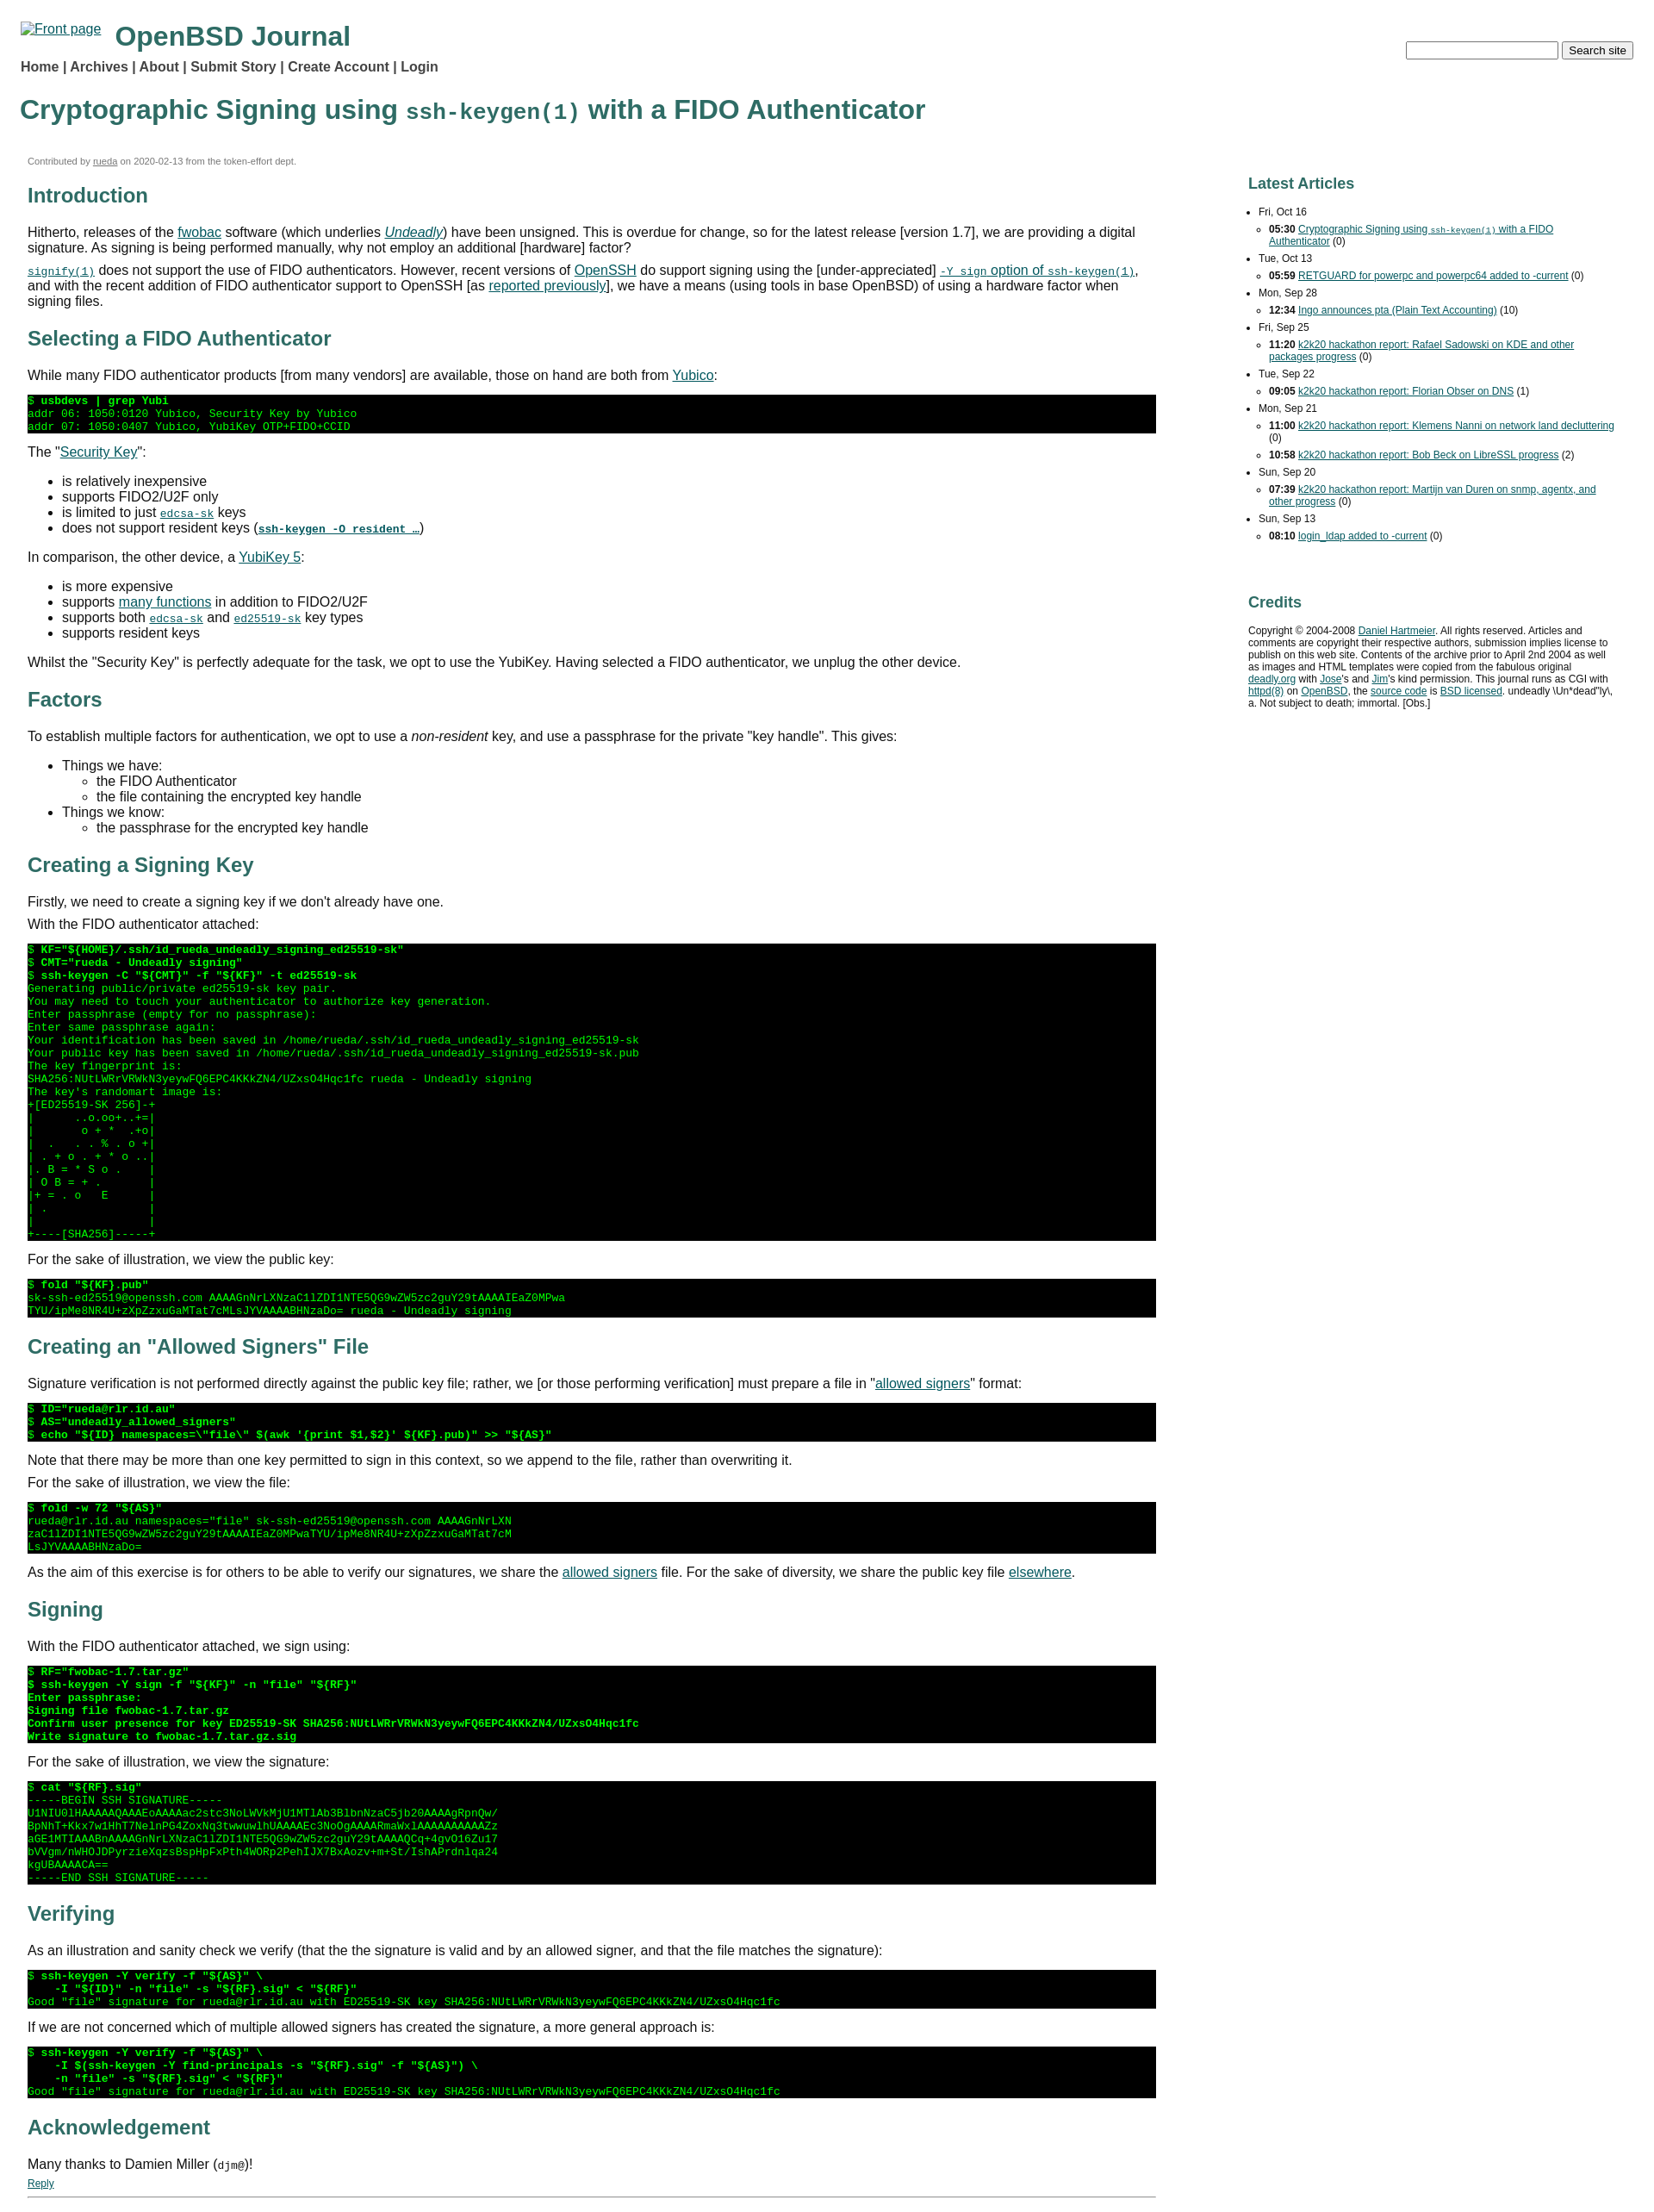 Front page
OpenBSD Journal
Search site
Home | Archives | About | Submit Story | Create Account | Login
Cryptographic Signing using ssh-keygen(1) with a FIDO Authenticator
Contributed by rueda on 2020-02-13 from the token-effort dept.
Introduction
Hitherto, releases of the fwobac software (which underlies Undeadly) have been unsigned. This is overdue for change, so for the latest release [version 1.7], we are providing a digital
signature. As signing is being performed manually, why not employ an additional [hardware] factor?
signify(1) does not support the use of FIDO authenticators. However, recent versions of OpenSSH do support signing using the [under-appreciated] -Y sign option of ssh-keygen(1),
and with the recent addition of FIDO authenticator support to OpenSSH [as reported previously], we have a means (using tools in base OpenBSD) of using a hardware factor when
signing files.
Selecting a FIDO Authenticator
While many FIDO authenticator products [from many vendors] are available, those on hand are both from Yubico:
$ usbdevs | grep Yubi
addr 06: 1050:0120 Yubico, Security Key by Yubico
addr 07: 1050:0407 Yubico, YubiKey OTP+FIDO+CCID
The "Security Key":
is relatively inexpensive
supports FIDO2/U2F only
is limited to just edcsa-sk keys
does not support resident keys (ssh-keygen -O resident …)
In comparison, the other device, a YubiKey 5:
is more expensive
supports many functions in addition to FIDO2/U2F
supports both edcsa-sk and ed25519-sk key types
supports resident keys
Whilst the "Security Key" is perfectly adequate for the task, we opt to use the YubiKey. Having selected a FIDO authenticator, we unplug the other device.
Factors
To establish multiple factors for authentication, we opt to use a non-resident key, and use a passphrase for the private "key handle". This gives:
Things we have:
the FIDO Authenticator
the file containing the encrypted key handle
Things we know:
the passphrase for the encrypted key handle
Creating a Signing Key
Firstly, we need to create a signing key if we don't already have one.
With the FIDO authenticator attached:
$ KF="${HOME}/.ssh/id_rueda_undeadly_signing_ed25519-sk"
$ CMT="rueda - Undeadly signing"
$ ssh-keygen -C "${CMT}" -f "${KF}" -t ed25519-sk
Generating public/private ed25519-sk key pair.
You may need to touch your authenticator to authorize key generation.
Enter passphrase (empty for no passphrase):
Enter same passphrase again:
Your identification has been saved in /home/rueda/.ssh/id_rueda_undeadly_signing_ed25519-sk
Your public key has been saved in /home/rueda/.ssh/id_rueda_undeadly_signing_ed25519-sk.pub
The key fingerprint is:
SHA256:NUtLWRrVRWkN3yeywFQ6EPC4KKkZN4/UZxsO4Hqc1fc rueda - Undeadly signing
The key's randomart image is:
+[ED25519-SK 256]-+
|      ..o.oo+..+=|
|       o + *  .+o|
|  .   . . % . o +|
| . + o . + * o ..|
|. B = * S o .    |
| O B = + .       |
|+ = . o   E      |
| .               |
|                 |
+----[SHA256]-----+
For the sake of illustration, we view the public key:
$ fold "${KF}.pub"
sk-ssh-ed25519@openssh.com AAAAGnNrLXNzaC1lZDI1NTE5QG9wZW5zc2guY29tAAAAIEaZ0MPwa
TYU/ipMe8NR4U+zXpZzxuGaMTat7cMLsJYVAAAABHNzaDo= rueda - Undeadly signing
Creating an "Allowed Signers" File
Signature verification is not performed directly against the public key file; rather, we [or those performing verification] must prepare a file in "allowed signers" format:
$ ID="rueda@rlr.id.au"
$ AS="undeadly_allowed_signers"
$ echo "${ID} namespaces=\"file\" $(awk '{print $1,$2}' ${KF}.pub)" >> "${AS}"
Note that there may be more than one key permitted to sign in this context, so we append to the file, rather than overwriting it.
For the sake of illustration, we view the file:
$ fold -w 72 "${AS}"
rueda@rlr.id.au namespaces="file" sk-ssh-ed25519@openssh.com AAAAGnNrLXN
zaC1lZDI1NTE5QG9wZW5zc2guY29tAAAAIEaZ0MPwaTYU/ipMe8NR4U+zXpZzxuGaMTat7cM
LsJYVAAAABHNzaDo=
As the aim of this exercise is for others to be able to verify our signatures, we share the allowed signers file. For the sake of diversity, we share the public key file elsewhere.
Signing
With the FIDO authenticator attached, we sign using:
$ RF="fwobac-1.7.tar.gz"
$ ssh-keygen -Y sign -f "${KF}" -n "file" "${RF}"
Enter passphrase:
Signing file fwobac-1.7.tar.gz
Confirm user presence for key ED25519-SK SHA256:NUtLWRrVRWkN3yeywFQ6EPC4KKkZN4/UZxsO4Hqc1fc
Write signature to fwobac-1.7.tar.gz.sig
For the sake of illustration, we view the signature:
$ cat "${RF}.sig"
-----BEGIN SSH SIGNATURE-----
U1NIU0lHAAAAAQAAAEoAAAAac2stc3NoLWVkMjU1MTlAb3BlbnNzaC5jb20AAAAgRpnQw/
BpNhT+Kkx7w1HhT7NelnPG4ZoxNq3twwuwlhUAAAAEc3NoOgAAAARmaWxlAAAAAAAAAAZz
aGE1MTIAAABnAAAAGnNrLXNzaC1lZDI1NTE5QG9wZW5zc2guY29tAAAAQCq+4gvO16Zu17
bVVgm/nWHOJDPyrzieXqzsBspHpFxPth4WORp2PehIJX7BxAozv+m+St/IshAPrdnlqa24
kgUBAAAACA==
-----END SSH SIGNATURE-----
Verifying
As an illustration and sanity check we verify (that the the signature is valid and by an allowed signer, and that the file matches the signature):
$ ssh-keygen -Y verify -f "${AS}" \
-I "${ID}" -n "file" -s "${RF}.sig" < "${RF}"
Good "file" signature for rueda@rlr.id.au with ED25519-SK key SHA256:NUtLWRrVRWkN3yeywFQ6EPC4KKkZN4/UZxsO4Hqc1fc
If we are not concerned which of multiple allowed signers has created the signature, a more general approach is:
$ ssh-keygen -Y verify -f "${AS}" \
-I $(ssh-keygen -Y find-principals -s "${RF}.sig" -f "${AS}") \
-n "file" -s "${RF}.sig" < "${RF}"
Good "file" signature for rueda@rlr.id.au with ED25519-SK key SHA256:NUtLWRrVRWkN3yeywFQ6EPC4KKkZN4/UZxsO4Hqc1fc
Acknowledgement
Many thanks to Damien Miller (djm@)!
Reply
Latest Articles
Fri, Oct 16
05:30 Cryptographic Signing using ssh-keygen(1) with a FIDO
Authenticator (0)
Tue, Oct 13
05:59 RETGUARD for powerpc and powerpc64 added to -current (0)
Mon, Sep 28
12:34 Ingo announces pta (Plain Text Accounting) (10)
Fri, Sep 25
11:20 k2k20 hackathon report: Rafael Sadowski on KDE and other
packages progress (0)
Tue, Sep 22
09:05 k2k20 hackathon report: Florian Obser on DNS (1)
Mon, Sep 21
11:00 k2k20 hackathon report: Klemens Nanni on network land decluttering
(0)
10:58 k2k20 hackathon report: Bob Beck on LibreSSL progress (2)
Sun, Sep 20
07:39 k2k20 hackathon report: Martijn van Duren on snmp, agentx, and
other progress (0)
Sun, Sep 13
08:10 login_ldap added to -current (0)
Credits
Copyright © 2004-2008 Daniel Hartmeier. All rights reserved. Articles and
comments are copyright their respective authors, submission implies license to
publish on this web site. Contents of the archive prior to April 2nd 2004 as well
as images and HTML templates were copied from the fabulous original
deadly.org with Jose's and Jim's kind permission. This journal runs as CGI with
httpd(8) on OpenBSD, the source code is BSD licensed. undeadly \Un*dead"ly\,
a. Not subject to death; immortal. [Obs.]